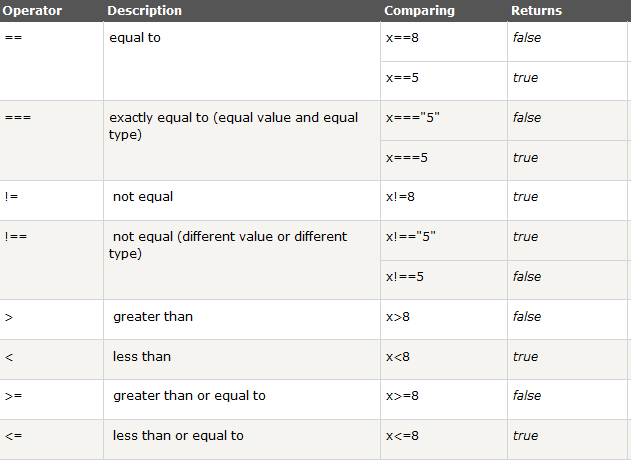 Operator Description Comparing Returns
== equal to x==8 false
x==5 true
=== exactly equal to (equal value and equal type) x==="5" false
x===5 true
!= not equal x!=8 true
!== not equal (different value or different type) x!=="5" true
x!==5 false
> greater than x>8 false
< less than x<8 true
>= greater than or equal to x>=8 false
<= less than or equal to x<=8 true